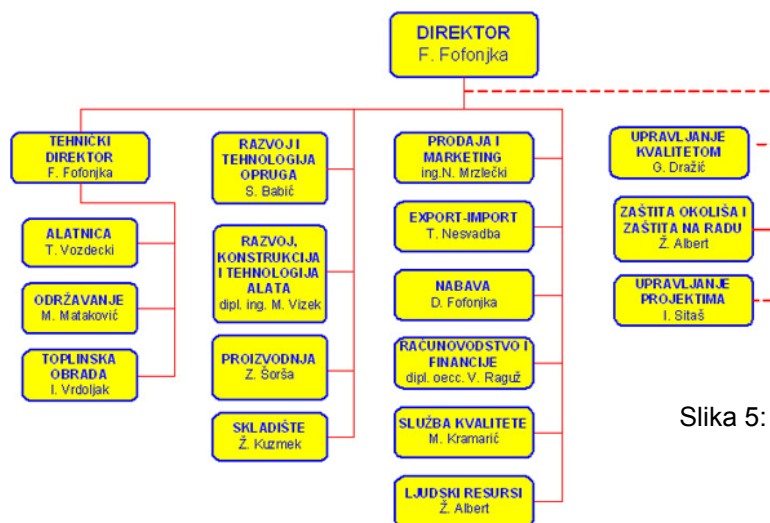 DIREKTOR
F. Fofonjka
TEHNIČKI
DIREKTOR
F. Fofonjka
ALATNICA
T. Vozdecki
ODRŽAVANJE
M. Mataković
TOPLINSKA
OBRADA
I. Vrdoljak
RAZVOJ I
TEHNOLOGIJA
OPRUGA
S. Babić
RAZVOJ,
KONSTRUKCIJA
I TEHNOLOGIJA
ALATA
dipl. ing. M. Vizek
PROIZVODNJA
Z. Šorša
SKLADIŠTE
Ž. Kuzmek
PRODAJA I
MARKETING
ing.N. Mrzlečki
EXPORT-IMPORT
T. Nesvadba
NABAVA
D. Fofonjka
RAČUNOVODSTVO I
FINANCIJE
dipl. oecc. V. Raguž
SLUŽBA KVALITETE
M. Kramarić
LJUDSKI RESURSI
Ž. Albert
UPRAVLJANJE
KVALITETOM
G. Dražić
ZAŠTITA OKOLIŠA I
ZAŠTITA NA RADU
Ž. Albert
UPRAVLJANJE
PROJEKTIMA
I. Sitaš
Slika 5: